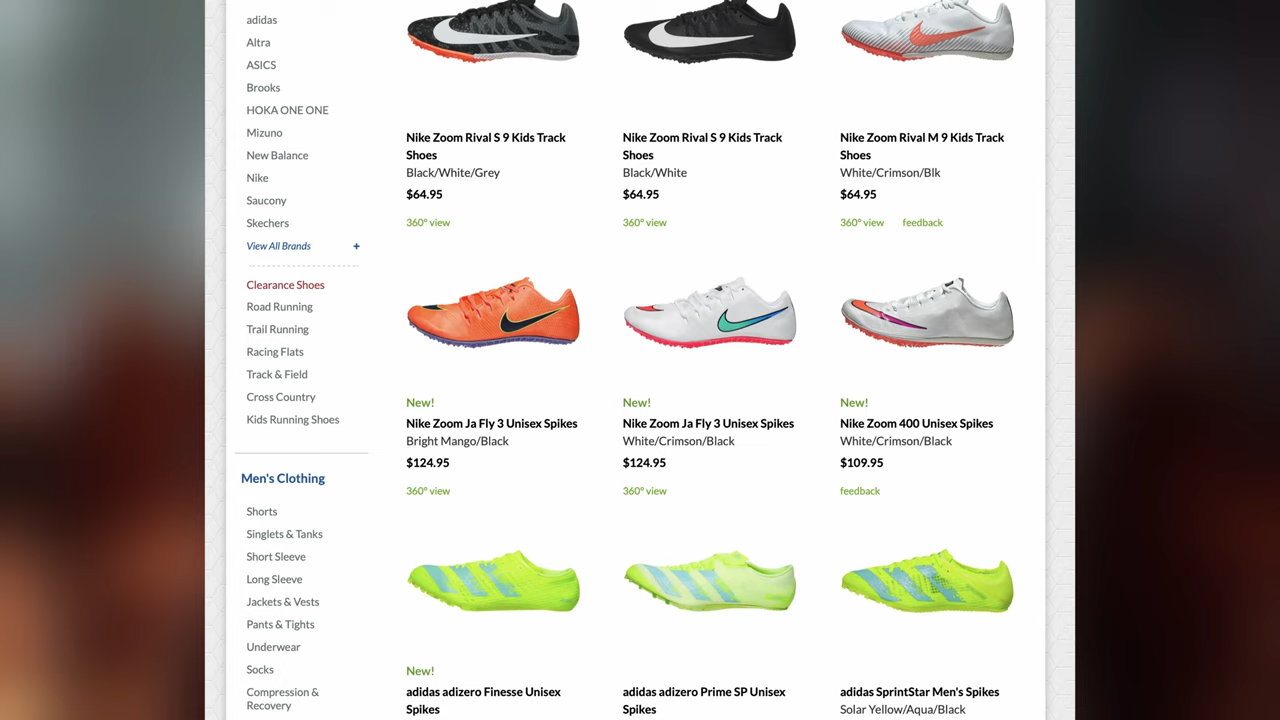 adidas
Altra
ASICS
Brooks
HOKA ONE ONE
Mizuno
New Balance
Nike
Saucony
Skechers
View All Brands +
Clearance Shoes
Road Running
Trail Running
Racing Flats
Track & Field
Cross Country
Kids Running Shoes
Men's Clothing
Shorts
Singlets & Tanks
Short Sleeve
Long Sleeve
Jackets & Vests
Pants & Tights
Underwear
Socks
Compression &
Recovery
Nike Zoom Rival S 9 Kids Track
Shoes
Black/White/Grey
$64.95
360° view
Nike Zoom Rival S 9 Kids Track
Shoes
Black/White
$64.95
360° view
Nike Zoom Rival M 9 Kids Track
Shoes
White/Crimson/Blk
$64.95
360° view feedback
New!
Nike Zoom Ja Fly 3 Unisex Spikes
Bright Mango/Black
$124.95
360° view
New!
Nike Zoom Ja Fly 3 Unisex Spikes
White/Crimson/Black
$124.95
360° view
New!
Nike Zoom 400 Unisex Spikes
White/Crimson/Black
$109.95
feedback
New!
adidas adizero Finesse Unisex
Spikes
adidas adizero Prime SP Unisex
Spikes
adidas SprintStar Men's Spikes
Solar Yellow/Aqua/Black